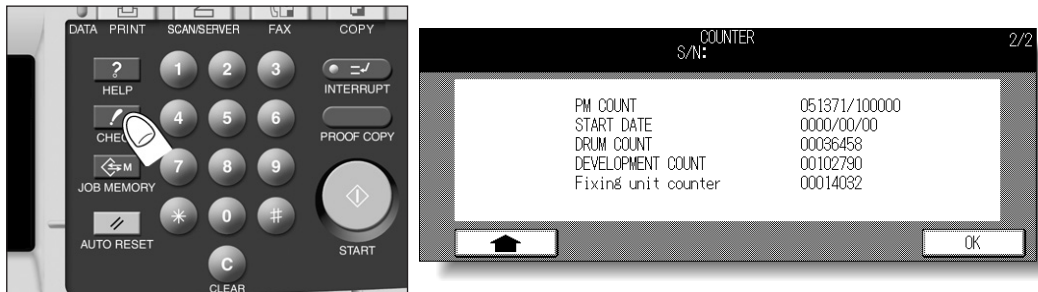 DATA PRINT SCAN/SERVER FAX COPY
?
HELP
1 2 3
INTERRUPT
CHEC
4 5 6
PROOF COPY
M
JOB MEMORY
7 8 9
AUTO RESET
* 0 #
START
C
CLEAR
COUNTER 2/2
S/N:
PM COUNT 051371/100000
START DATE 0000/00/00
DRUM COUNT 00036458
DEVELOPMENT COUNT 00102790
Fixing unit counter 00014032
OK